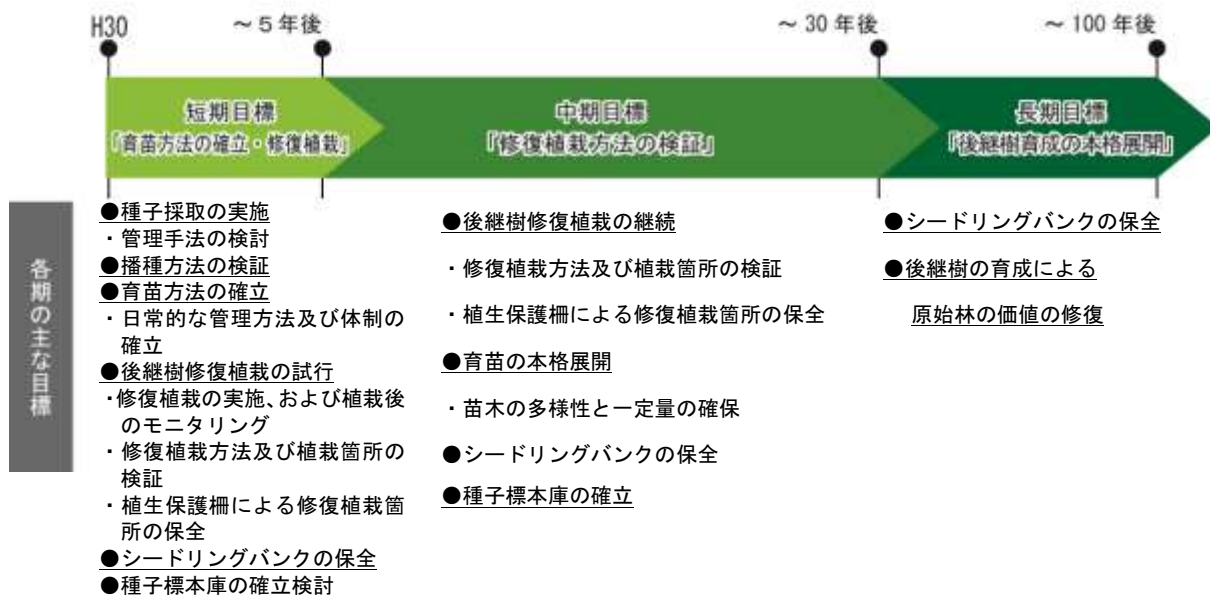 H30
~5年後
~30年後
~100年後
短期目標
「育苗方法の確立・修復植栽」
中期目標
『修復植栽方法の検証』
長期目標
『後継樹育成の本格展開』
各期の主な目標
●種子採取の実施
・管理手法の検討
●播種方法の検証
●育苗方法の確立
・日常的な管理方法及び体制の
確立
●後継樹修復植栽の試行
・修復植栽の実施、および植栽後
のモニタリング
・修復植栽方法及び植栽箇所の
検証
・植生保護柵による修復植栽箇
所の保全
●シードリングバンクの保全
●種子標本庫の確立検討
●後継樹修復植栽の継続
・修復植栽方法及び植栽箇所の検証
・植生保護柵による修復植栽箇所の保全
●育苗の本格展開
・苗木の多様性と一定量の確保
●シードリングバンクの保全
●種子標本庫の確立
●シードリングバンクの保全
●後継樹の育成による
原始林の価値の修復